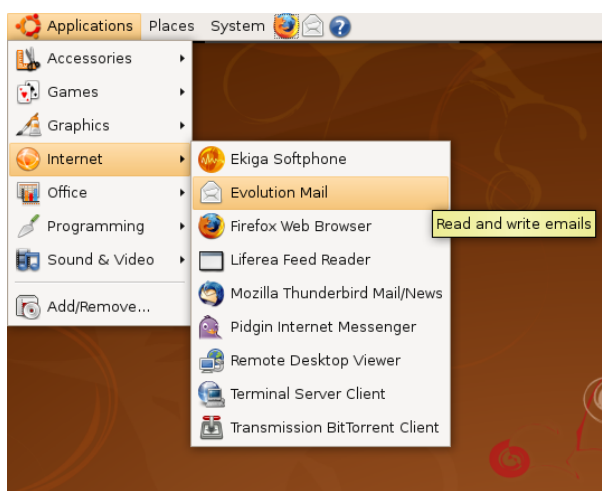 Applications Places System
Accessories
Games
Graphics
Internet
Office
Programming
Sound & Video
Add/Remove...
Ekiga Softphone
Evolution Mail
Firefox Web Browser
Liferea Feed Reader
Mozilla Thunderbird Mail/News
Pidgin Internet Messenger
Remote Desktop Viewer
Terminal Server Client
Transmission BitTorrent Client
Read and write emails